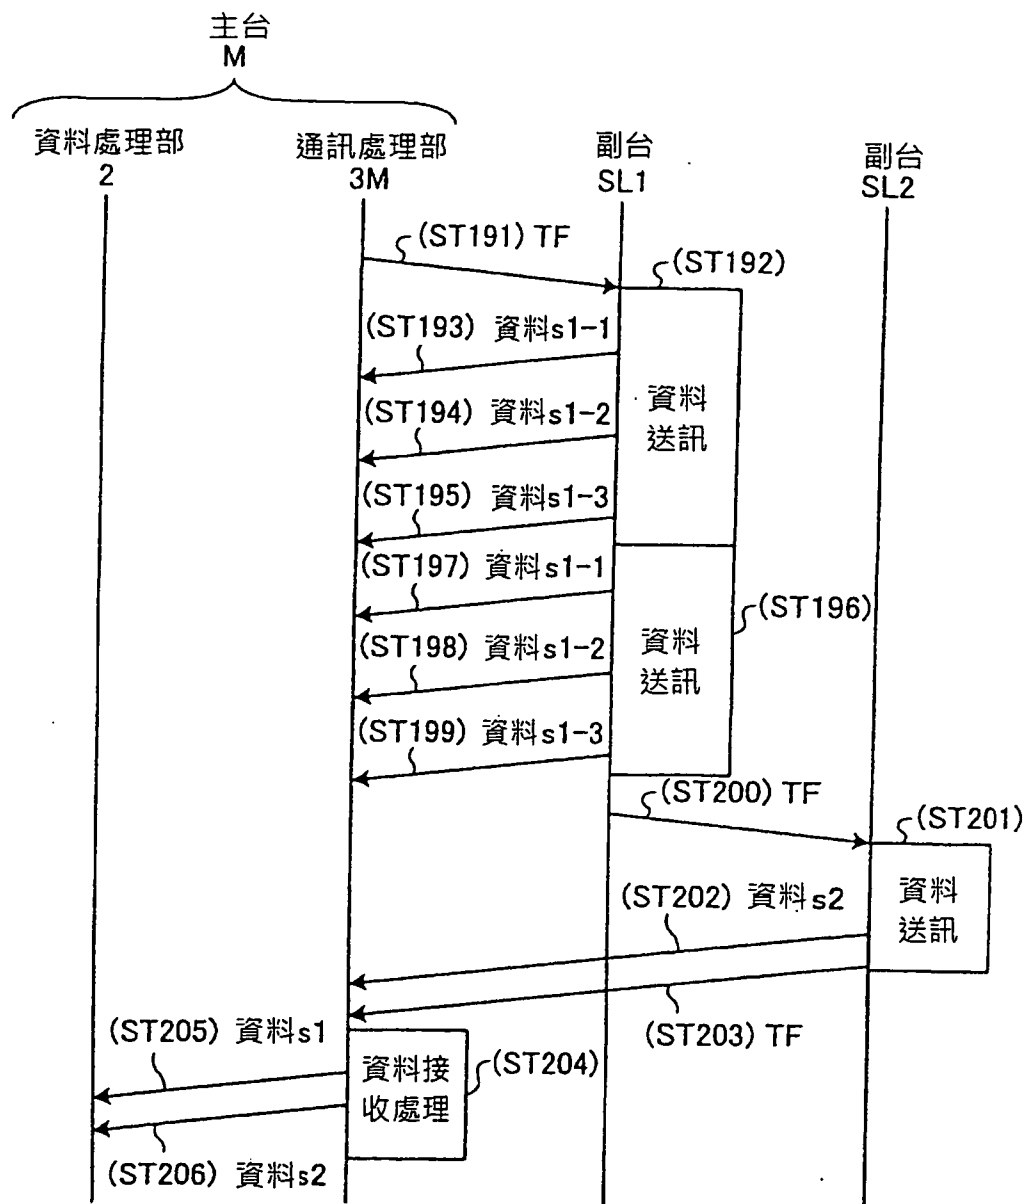 主台
M
資料處理部
2
通訊處理部
3M
副台
SL1
副台
SL2
(ST191) TF
(ST192)
(ST193) 資料s1-1
(ST194) 資料s1-2
資料
送訊
(ST195) 資料s1-3
(ST197) 資料s1-1
(ST196)
(ST198) 資料s1-2
資料
送訊
(ST199) 資料s1-3
(ST200) TF
(ST201)
(ST202) 資料s2
資料
送訊
(ST203) TF
(ST205) 資料s1
資料接
收處理
(ST204)
(ST206) 資料s2